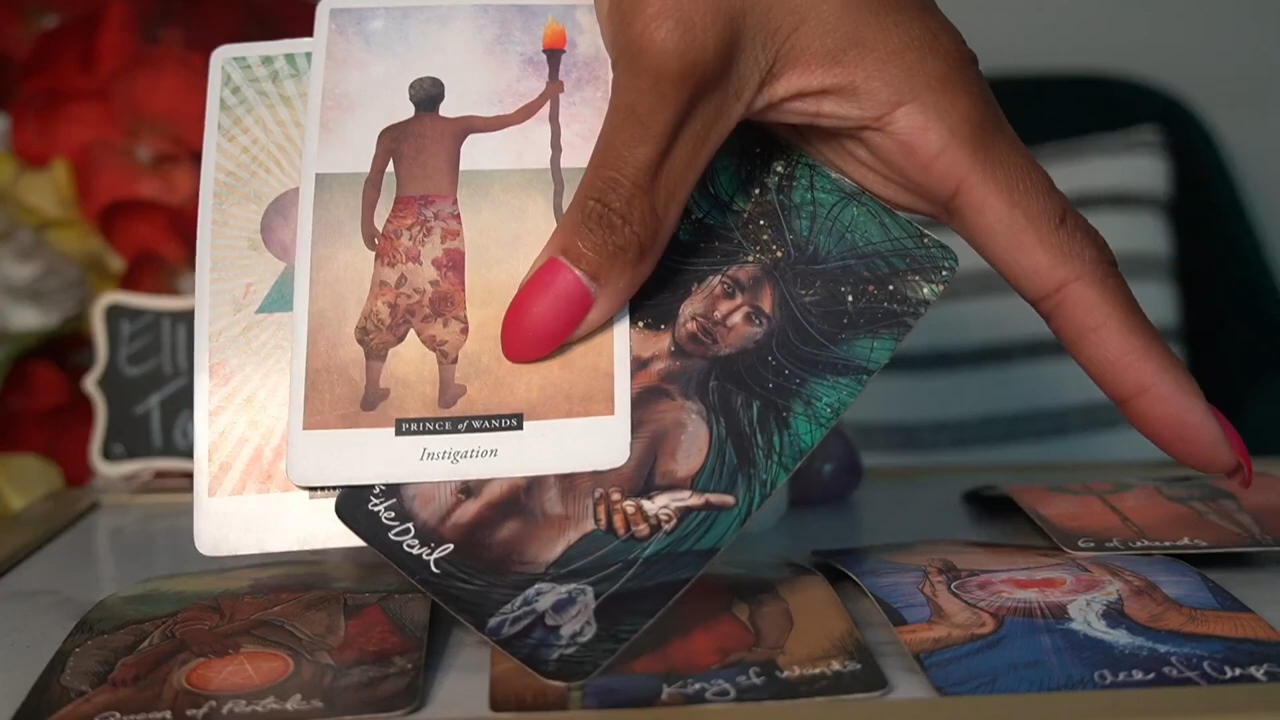 PRINCE of WANDS
Instigation
the Devil
6 of Wands
King of Wands
Ace of Cups
Queen of Pentacles